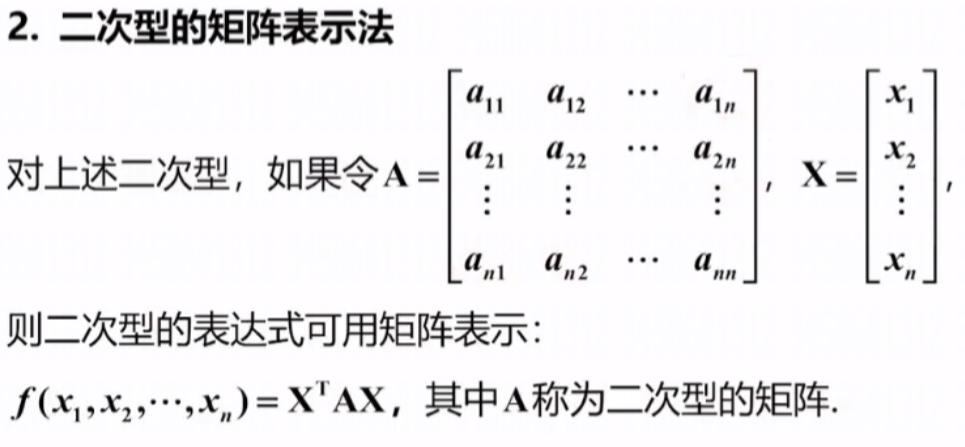 2. 二次型的矩阵表示法
对上述二次型，如果令 $\mathbf{A}=\begin{bmatrix} a_{11} & a_{12} & \cdots & a_{1n} \\ a_{21} & a_{22} & \cdots & a_{2n} \\ \vdots & \vdots & & \vdots \\ a_{n1} & a_{n2} & \cdots & a_{nn} \end{bmatrix}$，$\mathbf{X}=\begin{bmatrix} x_1 \\ x_2 \\ \vdots \\ x_n \end{bmatrix}$，
则二次型的表达式可用矩阵表示：
$f(x_1,x_2,\cdots,x_n)=\mathbf{X}^{\mathrm{T}}\mathbf{A}\mathbf{X}$，其中$\mathbf{A}$称为二次型的矩阵.